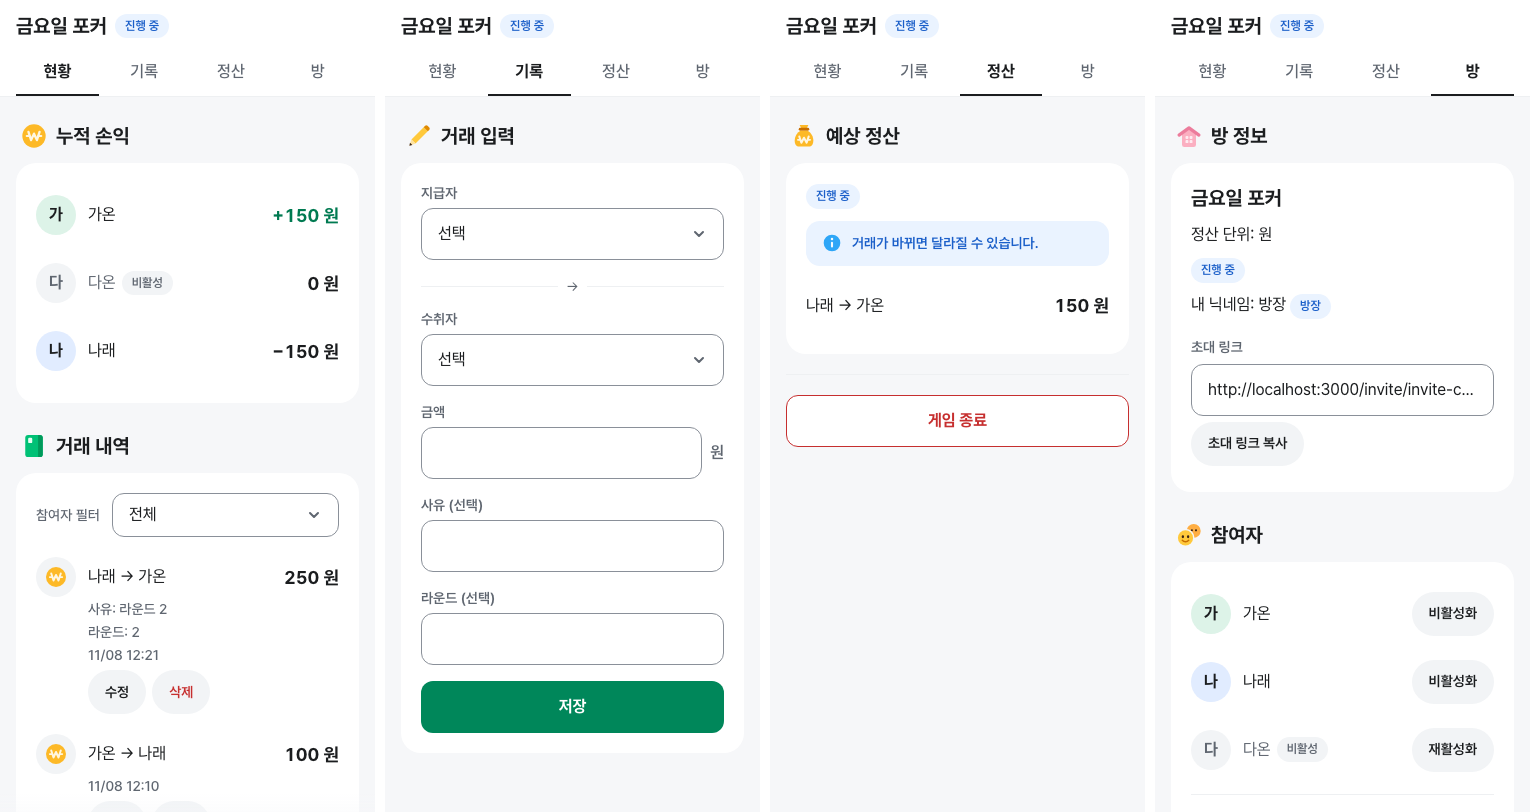 금요일 포커 진행 중
현황 기록 정산 방
누적 손익
가 가온 +150 원
다 다온 비활성 0 원
나 나래 −150 원
거래 내역
참여자 필터 전체
나래 → 가온 250 원
사유: 라운드 2
라운드: 2
11/08 12:21
수정 삭제
가온 → 나래 100 원
11/08 12:10
금요일 포커 진행 중
현황 기록 정산 방
거래 입력
지급자
선택
→
수취자
선택
금액
원
사유 (선택)
라운드 (선택)
저장
금요일 포커 진행 중
현황 기록 정산 방
예상 정산
진행 중
거래가 바뀌면 달라질 수 있습니다.
나래 → 가온 150 원
게임 종료
금요일 포커 진행 중
현황 기록 정산 방
방 정보
금요일 포커
정산 단위: 원
진행 중
내 닉네임: 방장 방장
초대 링크
http://localhost:3000/invite/invite-c...
초대 링크 복사
참여자
가 가온 비활성화
나 나래 비활성화
다 다온 비활성 재활성화